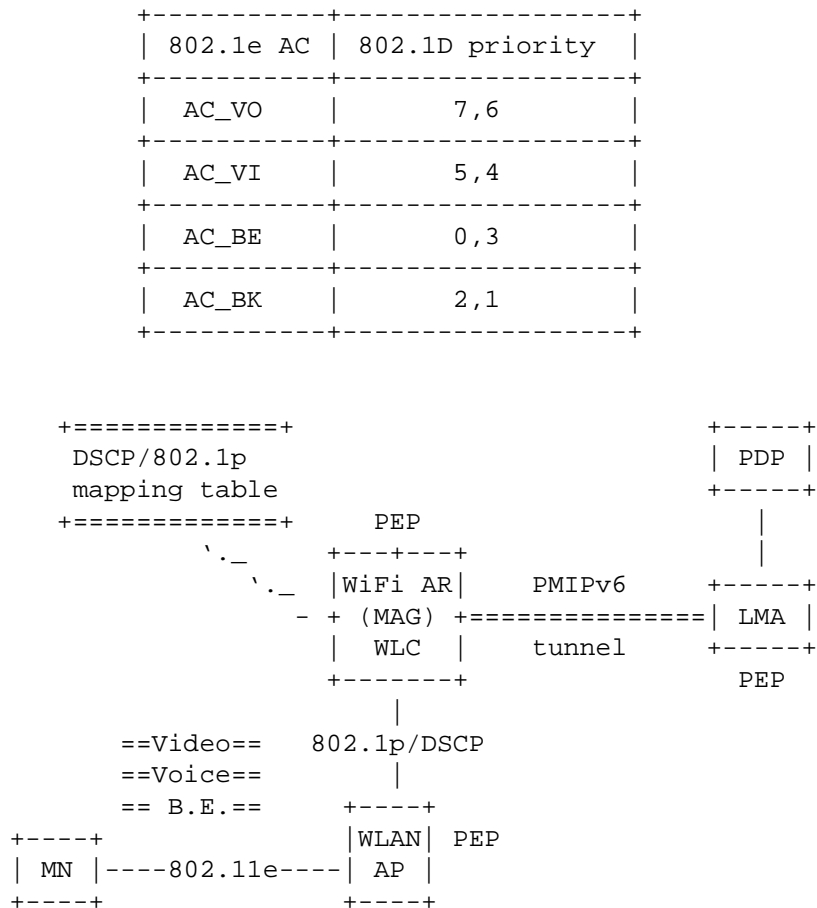 +-----------+------------------+
| 802.1e AC | 802.1D priority  |
+-----------+------------------+
|  AC_VO    |       7,6        |
+-----------+------------------+
|  AC_VI    |       5,4        |
+-----------+------------------+
|  AC_BE    |       0,3        |
+-----------+------------------+
|  AC_BK    |       2,1        |
+-----------+------------------+
+=============+                          +-----+
DSCP/802.1p                              | PDP |
mapping table                            +-----+
+=============+     PEP                     |
'._      +---+---+                  |
'._  |WiFi AR|    PMIPv6     +-----+
- + (MAG) +===============| LMA |
|  WLC  |    tunnel     +-----+
+-------+                 PEP
|
==Video==   802.1p/DSCP
==Voice==        |
== B.E.==     +----+
+----+               |WLAN| PEP
| MN |----802.11e----| AP |
+----+               +----+